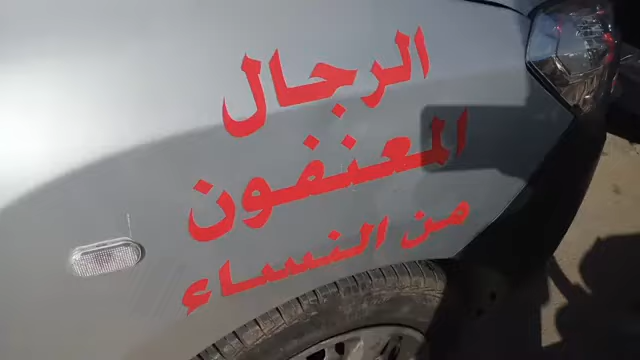 الرجال
المعنفون
من النساء